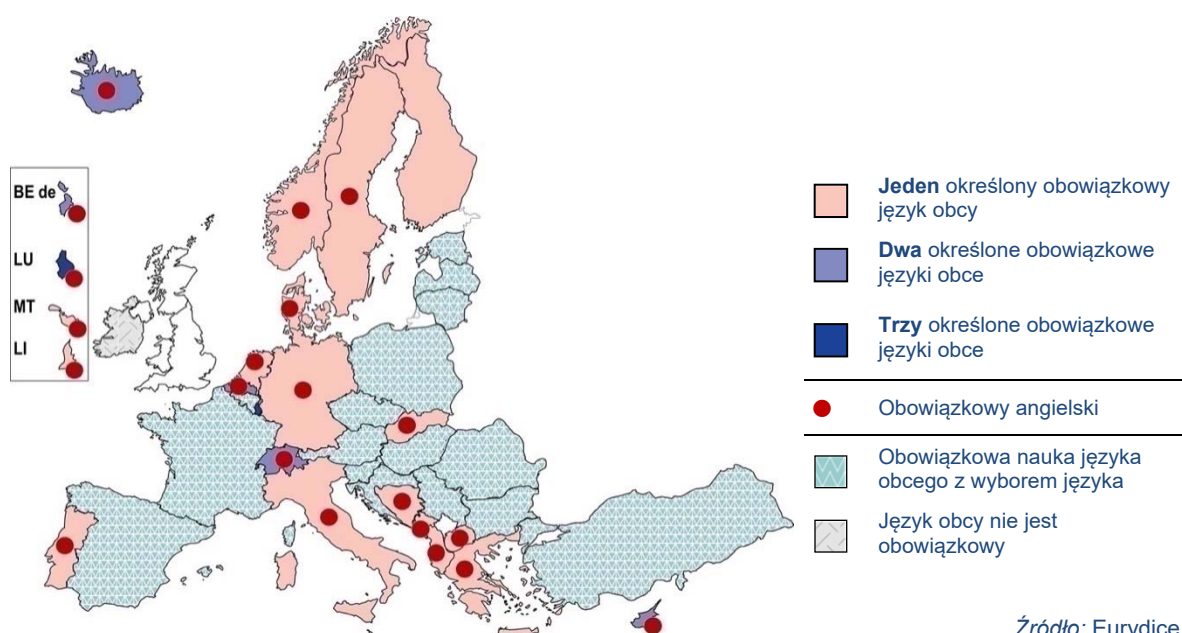 BE de
LU
MT
LI
Jeden określony obowiązkowy
język obcy
Dwa określone obowiązkowe
języki obce
Trzy określone obowiązkowe
języki obce
Obowiązkowy angielski
Obowiązkowa nauka języka
obcego z wyborem języka
Język obcy nie jest
obowiązkowy
Źródło: Eurydice